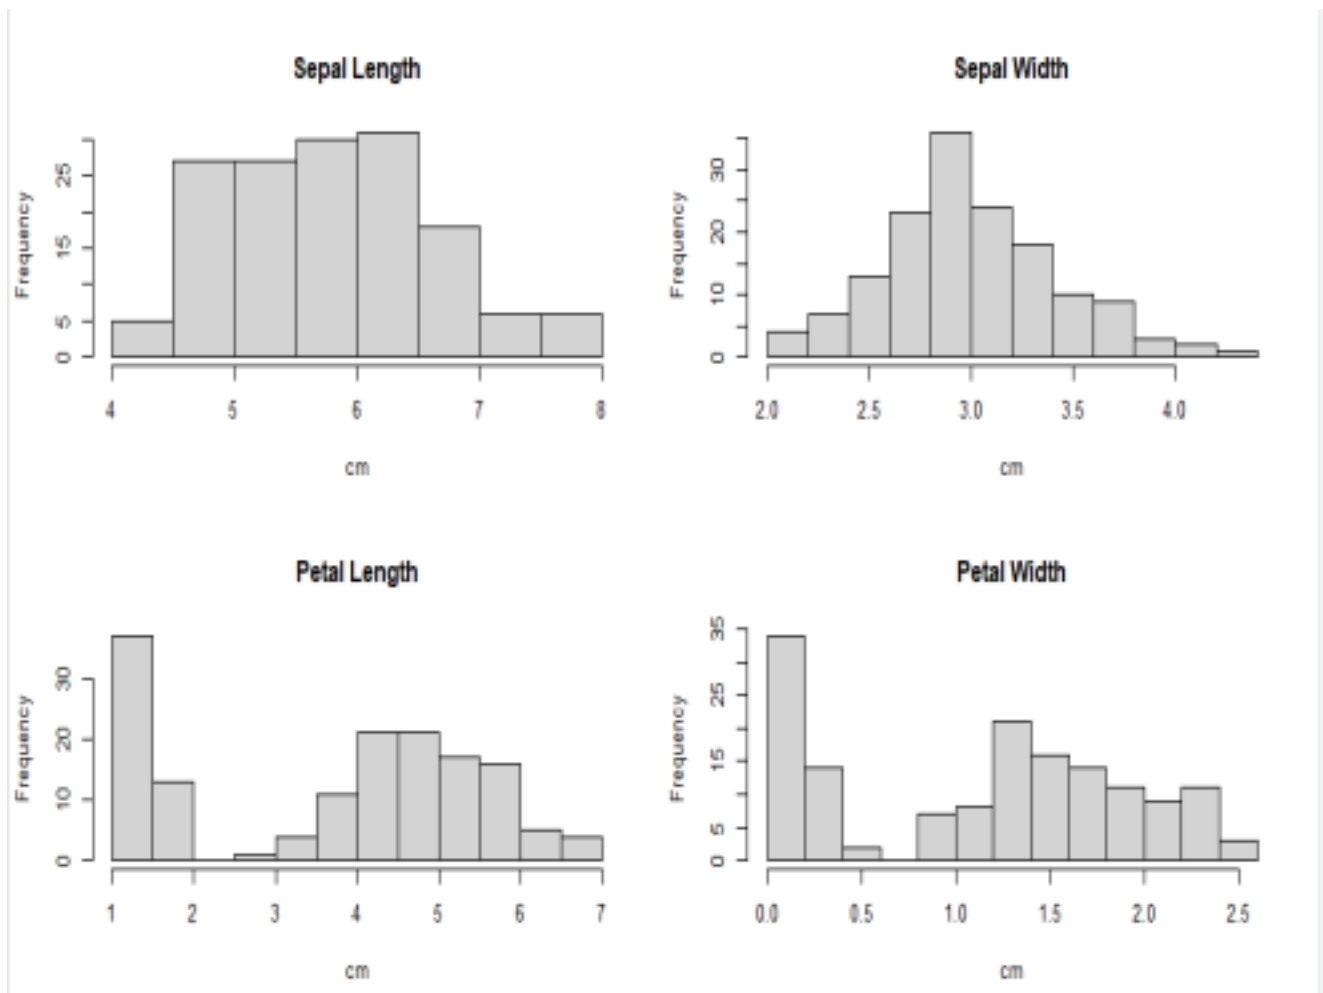 Sepal Length
Frequency
0 5 15 25
4 5 6 7 8
cm
Sepal Width
Frequency
0 10 20 30
2.0 2.5 3.0 3.5 4.0
cm
Petal Length
Frequency
0 10 20 30
1 2 3 4 5 6 7
cm
Petal Width
Frequency
0 5 15 25 35
0.0 0.5 1.0 1.5 2.0 2.5
cm